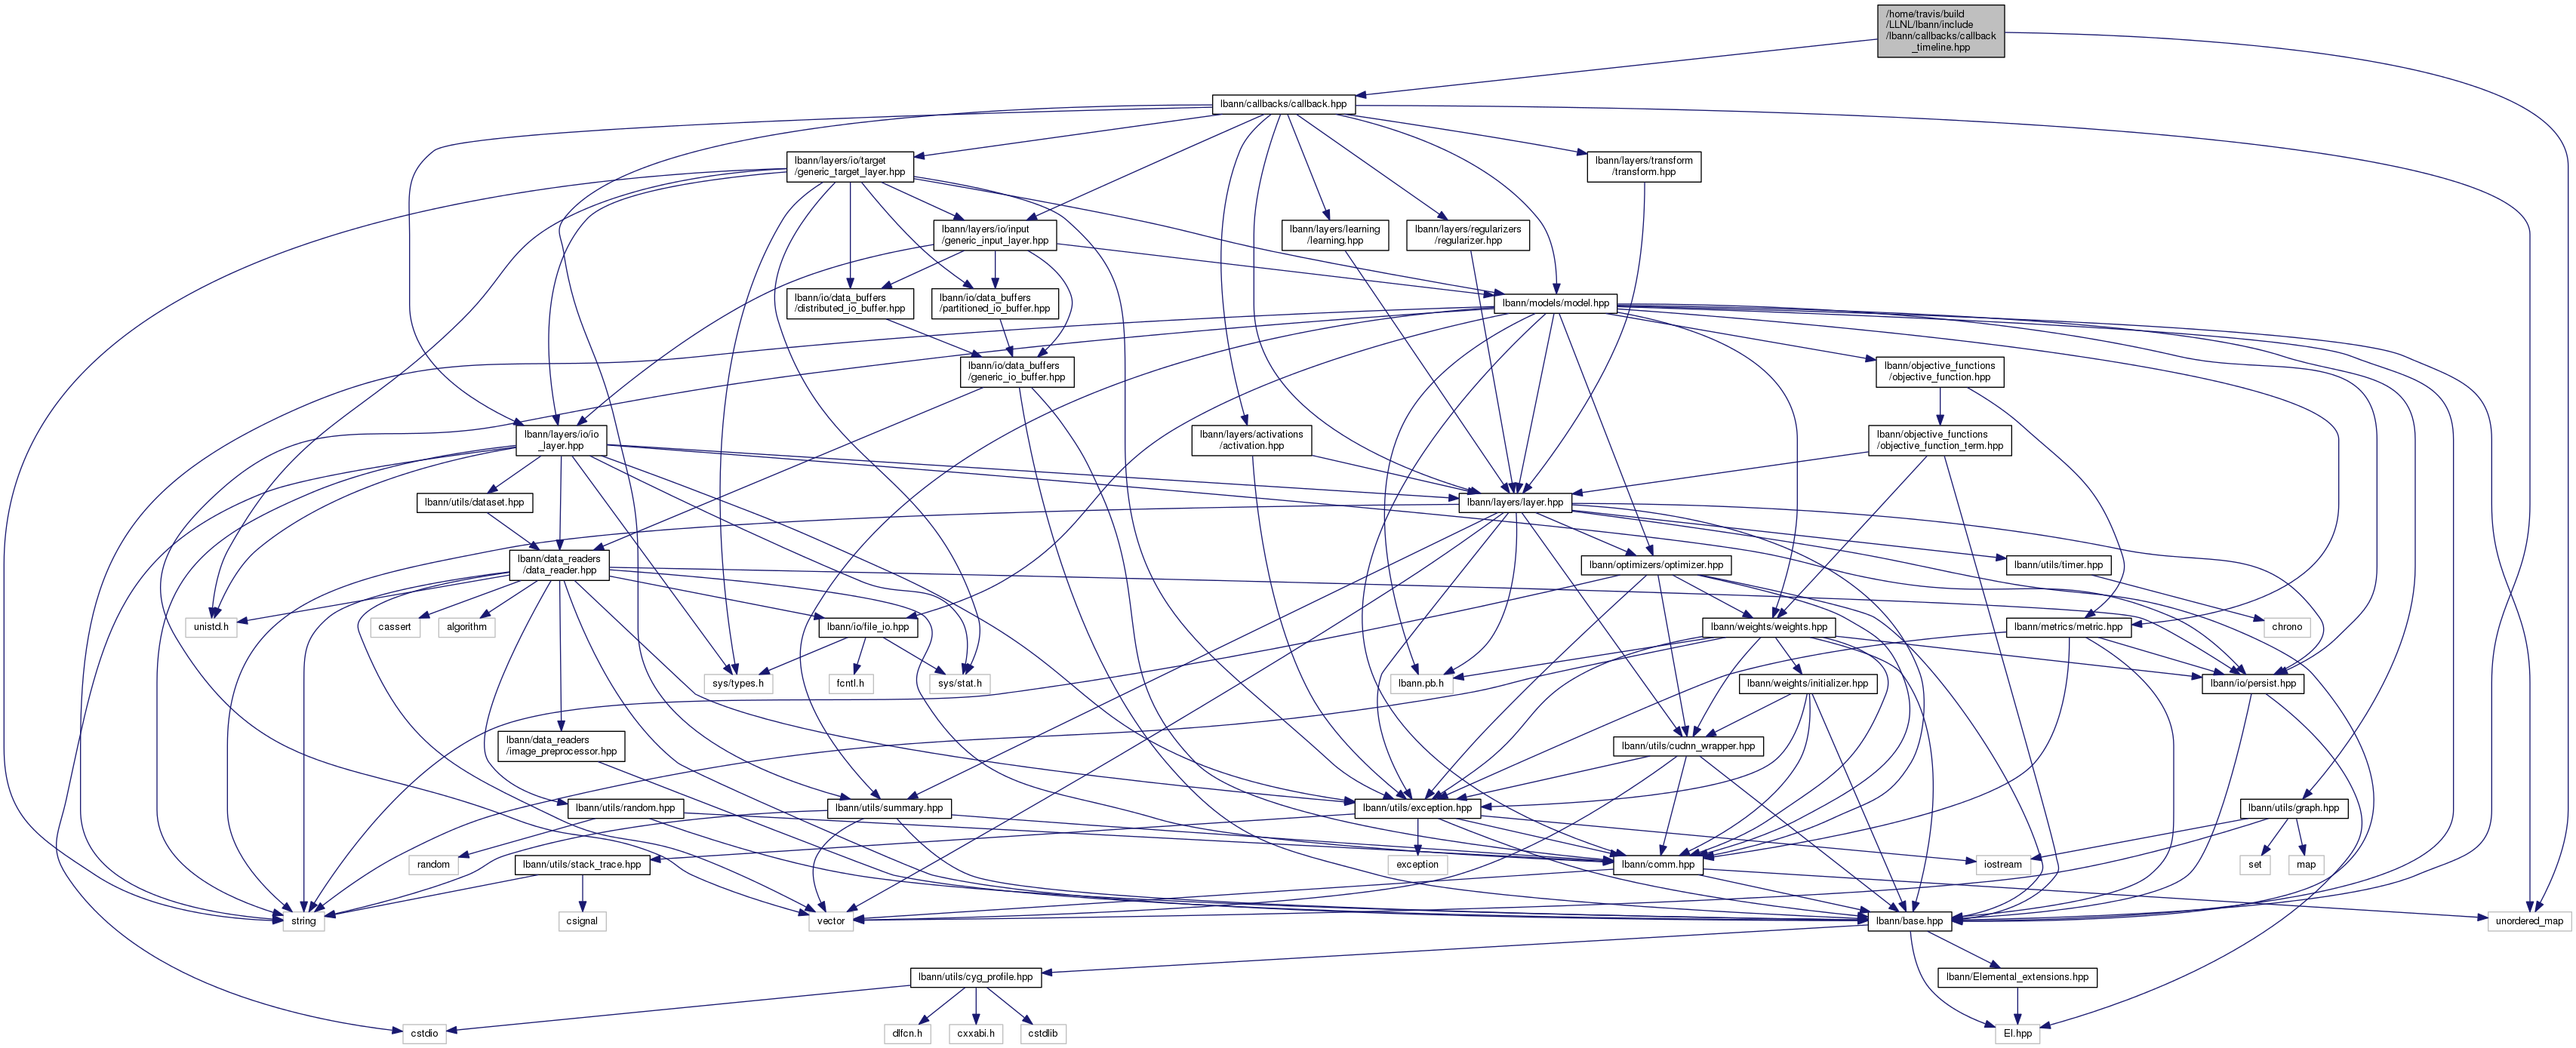 /home/travis/build
/LLNL/lbann/include
/lbann/callbacks/callback
_timeline.hpp
lbann/callbacks/callback.hpp
lbann/layers/io/target
/generic_target_layer.hpp
lbann/layers/transform
/transform.hpp
lbann/layers/io/input
/generic_input_layer.hpp
lbann/layers/learning
/learning.hpp
lbann/layers/regularizers
/regularizer.hpp
lbann/io/data_buffers
/distributed_io_buffer.hpp
lbann/io/data_buffers
/partitioned_io_buffer.hpp
lbann/models/model.hpp
lbann/io/data_buffers
/generic_io_buffer.hpp
lbann/objective_functions
/objective_function.hpp
lbann/layers/io/io
_layer.hpp
lbann/layers/activations
/activation.hpp
lbann/objective_functions
/objective_function_term.hpp
lbann/utils/dataset.hpp
lbann/layers/layer.hpp
lbann/data_readers
/data_reader.hpp
lbann/optimizers/optimizer.hpp
lbann/utils/timer.hpp
unistd.h
cassert
algorithm
lbann/io/file_io.hpp
lbann/weights/weights.hpp
lbann/metrics/metric.hpp
chrono
sys/types.h
fcntl.h
sys/stat.h
lbann.pb.h
lbann/weights/initializer.hpp
lbann/io/persist.hpp
lbann/data_readers
/image_preprocessor.hpp
lbann/utils/cudnn_wrapper.hpp
lbann/utils/random.hpp
lbann/utils/summary.hpp
lbann/utils/exception.hpp
lbann/utils/graph.hpp
random
lbann/utils/stack_trace.hpp
exception
lbann/comm.hpp
iostream
set
map
string
csignal
vector
lbann/base.hpp
unordered_map
lbann/utils/cyg_profile.hpp
lbann/Elemental_extensions.hpp
cstdio
dlfcn.h
cxxabi.h
cstdlib
El.hpp